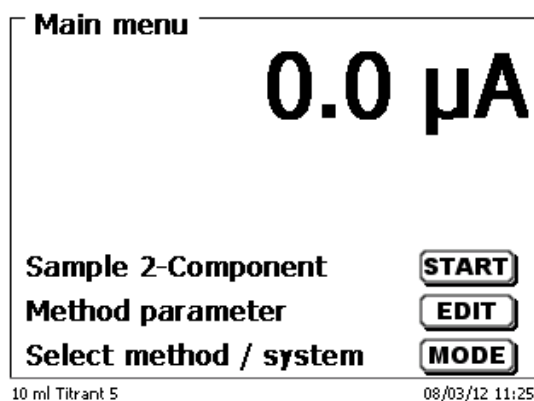 Main menu
0.0 µA
Sample 2-Component START
Method parameter EDIT
Select method / system MODE
10 ml Titrant 5 08/03/12 11:25